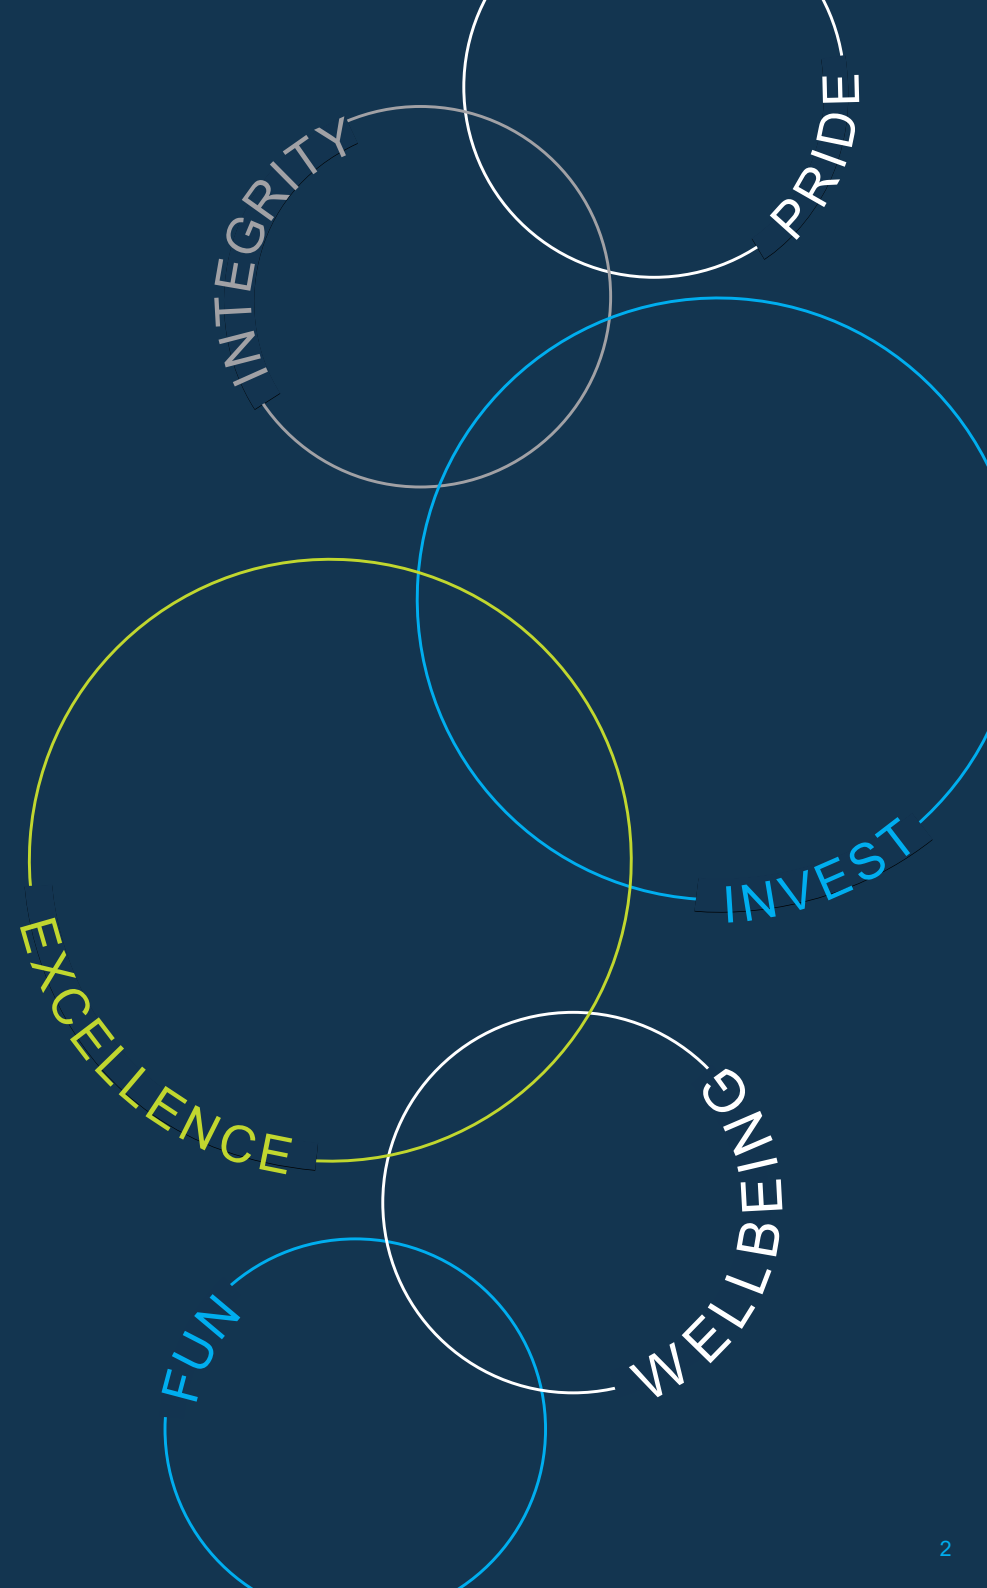 PRIDE
INTEGRITY
INVEST
EXCELLENCE
WELLBEING
FUN
2